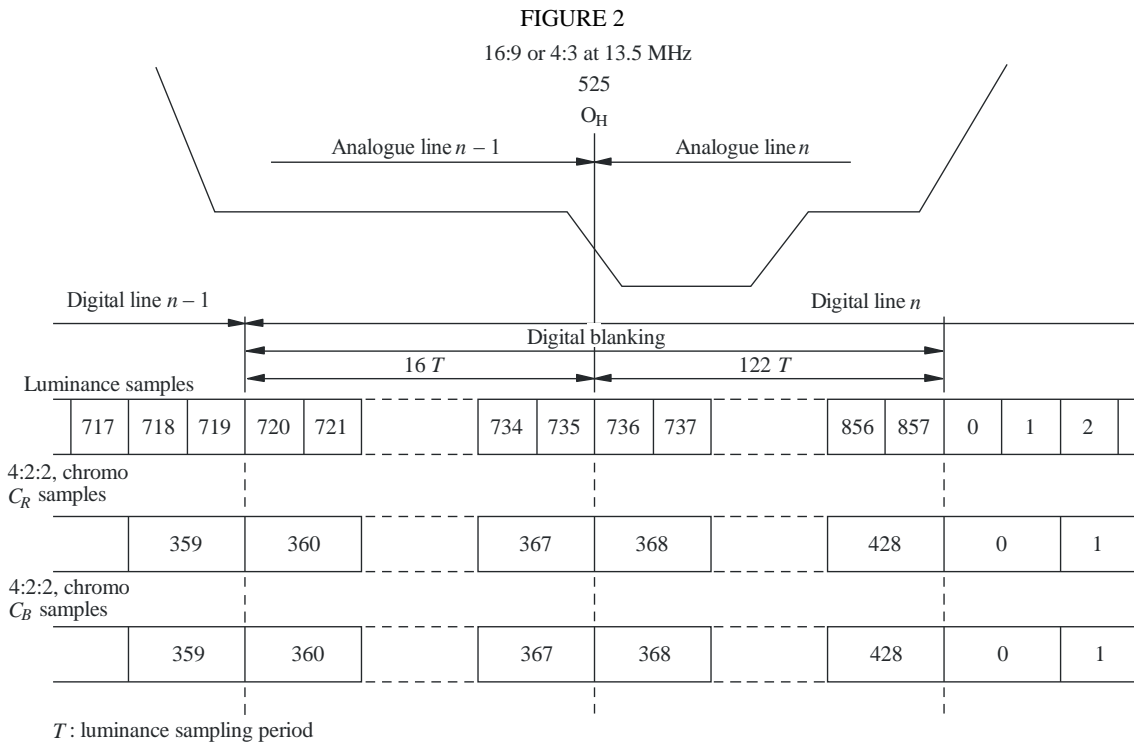 FIGURE 2
16:9 or 4:3 at 13.5 MHz
525
O_H
Analogue line n – 1 Analogue line n
Digital line n – 1 Digital line n
Digital blanking
16 T 122 T
Luminance samples
717 718 719 720 721 734 735 736 737 856 857 0 1 2
4:2:2, chromo
C_R samples
359 360 367 368 428 0 1
4:2:2, chromo
C_B samples
359 360 367 368 428 0 1
T : luminance sampling period